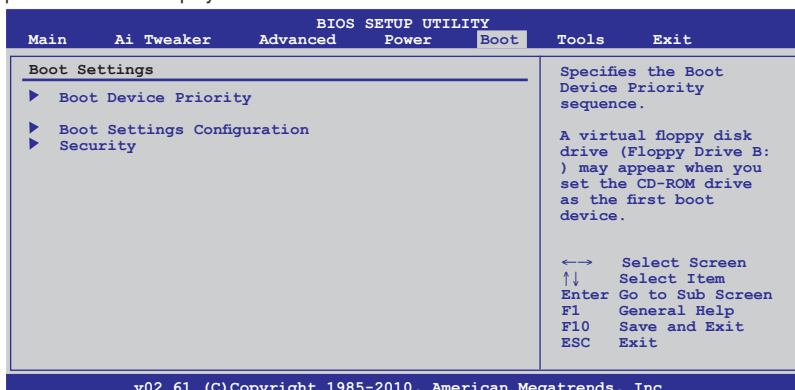 BIOS SETUP UTILITY
Main Ai Tweaker Advanced Power Boot Tools Exit
Boot Settings
Boot Device Priority
Boot Settings Configuration
Security
Specifies the Boot
Device Priority
sequence.
A virtual floppy disk
drive (Floppy Drive B:
) may appear when you
set the CD-ROM drive
as the first boot
device.
←→ Select Screen
↑↓ Select Item
Enter Go to Sub Screen
F1 General Help
F10 Save and Exit
ESC Exit
v02.61 (C)Copyright 1985-2010, American Megatrends, Inc.